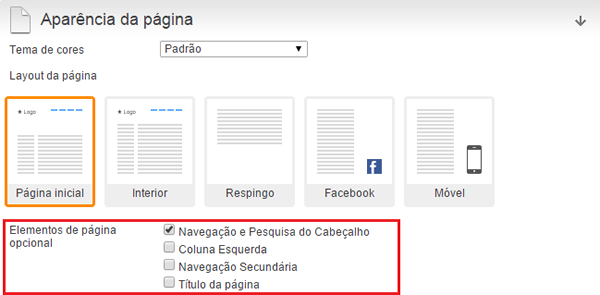 Aparência da página
Tema de cores Padrão
Layout da página
★ Logo ★ Logo
Página inicial Interior Respingo Facebook Móvel
Elementos de página Navegação e Pesquisa do Cabeçalho
opcional Coluna Esquerda
Navegação Secundária
Título da página